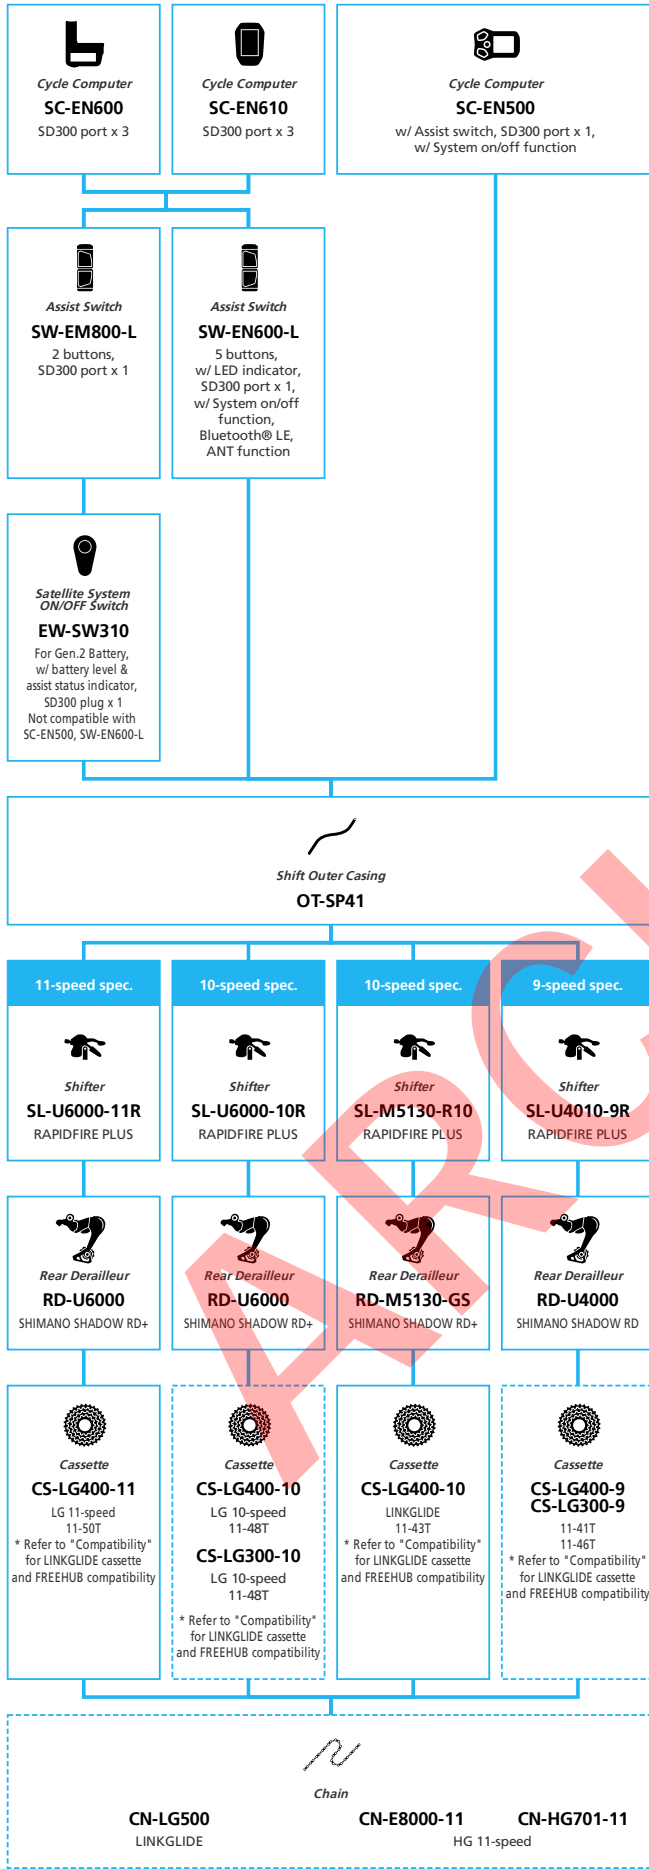 Cycle Computer
SC-EN600
SD300 port x 3
Cycle Computer
SC-EN610
SD300 port x 3
Cycle Computer
SC-EN500
w/ Assist switch, SD300 port x 1,
w/ System on/off function
Assist Switch
SW-EM800-L
2 buttons,
SD300 port x 1
Assist Switch
SW-EN600-L
5 buttons,
w/ LED indicator,
SD300 port x 1,
w/ System on/off
function,
Bluetooth® LE,
ANT function
Satellite System
ON/OFF Switch
EW-SW310
For Gen.2 Battery,
w/ battery level &
assist status indicator,
SD300 plug x 1
Not compatible with
SC-EN500, SW-EN600-L
Shift Outer Casing
OT-SP41
11-speed spec.
Shifter
SL-U6000-11R
RAPIDFIRE PLUS
10-speed spec.
Shifter
SL-U6000-10R
RAPIDFIRE PLUS
10-speed spec.
Shifter
SL-M5130-R10
RAPIDFIRE PLUS
9-speed spec.
Shifter
SL-U4010-9R
RAPIDFIRE PLUS
Rear Derailleur
RD-U6000
SHIMANO SHADOW RD+
Rear Derailleur
RD-U6000
SHIMANO SHADOW RD+
Rear Derailleur
RD-M5130-GS
SHIMANO SHADOW RD+
Rear Derailleur
RD-U4000
SHIMANO SHADOW RD
Cassette
CS-LG400-11
LG 11-speed
11-50T
* Refer to "Compatibility"
for LINKGLIDE cassette
and FREEHUB compatibility
Cassette
CS-LG400-10
LG 10-speed
11-48T
CS-LG300-10
LG 10-speed
11-48T
* Refer to "Compatibility"
for LINKGLIDE cassette
and FREEHUB compatibility
Cassette
CS-LG400-10
LINKGLIDE
11-43T
* Refer to "Compatibility"
for LINKGLIDE cassette
and FREEHUB compatibility
Cassette
CS-LG400-9
CS-LG300-9
11-41T
11-46T
* Refer to "Compatibility"
for LINKGLIDE cassette
and FREEHUB compatibility
Chain
CN-LG500
LINKGLIDE
CN-E8000-11 CN-HG701-11
HG 11-speed